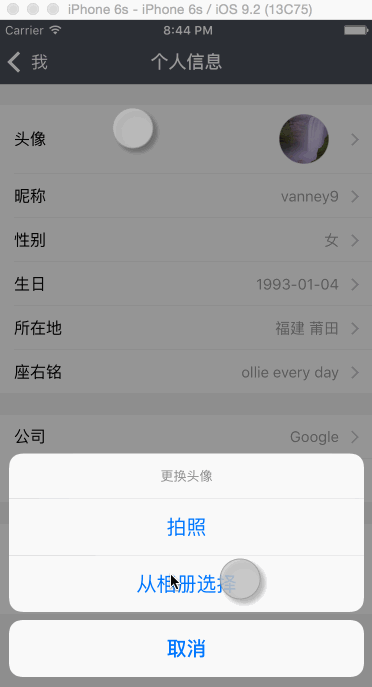 iPhone 6s - iPhone 6s / iOS 9.2 (13C75)
Carrier 8:44 PM
我 个人信息
头像
昵称 vanney9
性别 女
生日 1993-01-04
所在地 福建 莆田
座右铭 ollie every day
公司 Google
更换头像
拍照
从相册选择
取消